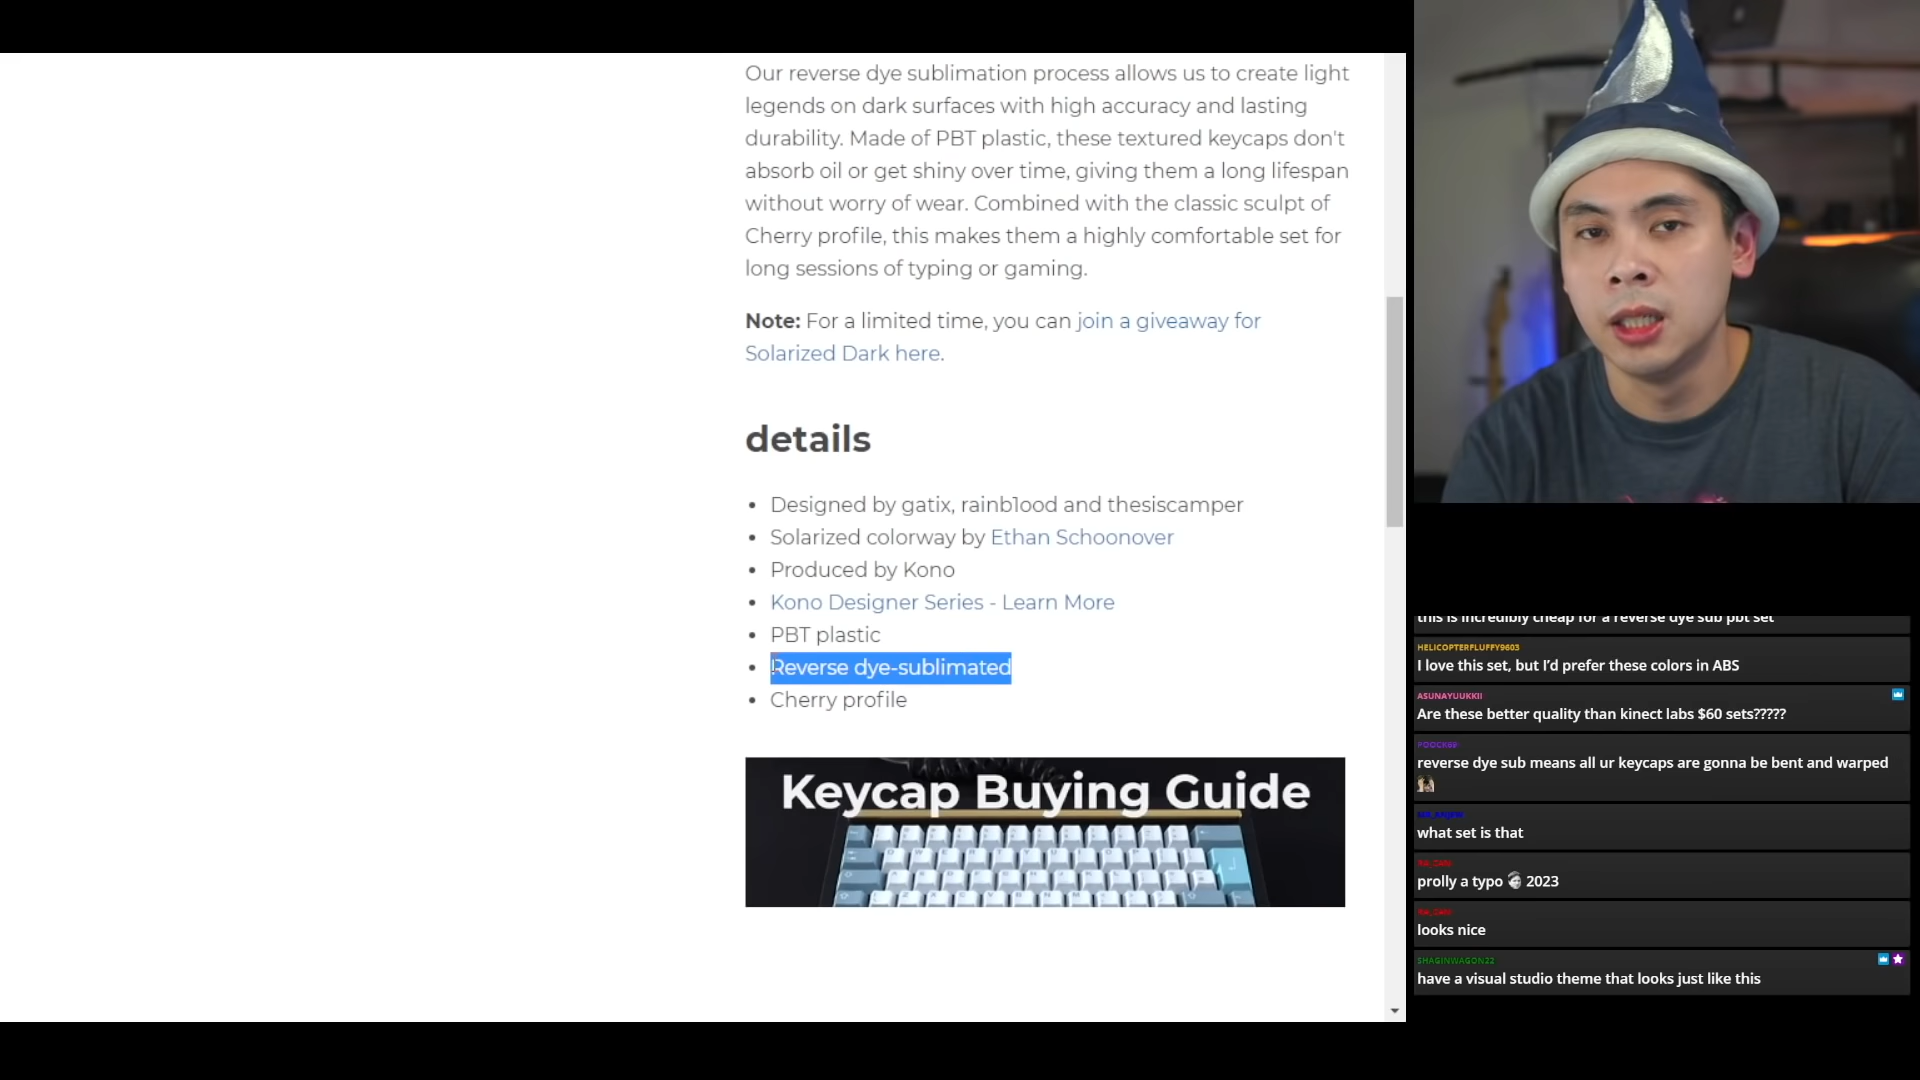 Our reverse dye sublimation process allows us to create light
legends on dark surfaces with high accuracy and lasting
durability. Made of PBT plastic, these textured keycaps don't
absorb oil or get shiny over time, giving them a long lifespan
without worry of wear. Combined with the classic sculpt of
Cherry profile, this makes them a highly comfortable set for
long sessions of typing or gaming.
Note: For a limited time, you can join a giveaway for
Solarized Dark here.
details
Designed by gatix, rainb1ood and thesiscamper
Solarized colorway by Ethan Schoonover
Produced by Kono
Kono Designer Series - Learn More
PBT plastic
Reverse dye-sublimated
Cherry profile
Keycap Buying Guide
this is incredibly cheap for a reverse dye sub pbt set
HELICOPTERFLUFFY9603
I love this set, but I'd prefer these colors in ABS
ASUNAYUUKKII
Are these better quality than kinect labs $60 sets?????
reverse dye sub means all ur keycaps are gonna be bent and warped
what set is that
prolly a typo 2023
looks nice
SHAGINWAGON22
have a visual studio theme that looks just like this